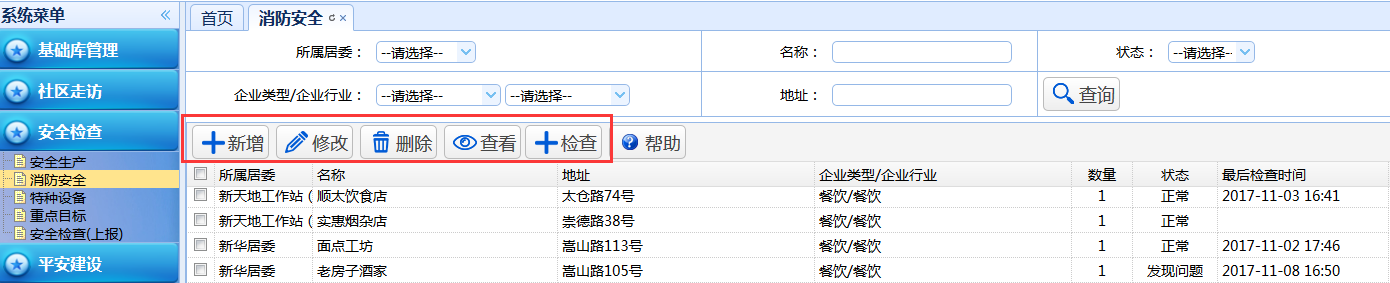 系统菜单
基础库管理
社区走访
安全检查
安全生产
消防安全
特种设备
重点目标
安全检查(上报)
平安建设
首页 消防安全
所属居委： --请选择-- 名称： 状态： --请选择--
企业类型/企业行业： --请选择-- --请选择-- 地址： 查询
新增 修改 删除 查看 检查 帮助
所属居委 名称 地址 企业类型/企业行业 数量 状态 最后检查时间
新天地工作站 ( 顺太饮食店 太仓路74号 餐饮/餐饮 1 正常 2017-11-03 16:41
新天地工作站 ( 实惠烟杂店 崇德路38号 餐饮/餐饮 1 正常
新华居委 面点工坊 嵩山路113号 餐饮/餐饮 1 正常 2017-11-02 17:46
新华居委 老房子酒家 嵩山路105号 餐饮/餐饮 1 发现问题 2017-11-08 16:50